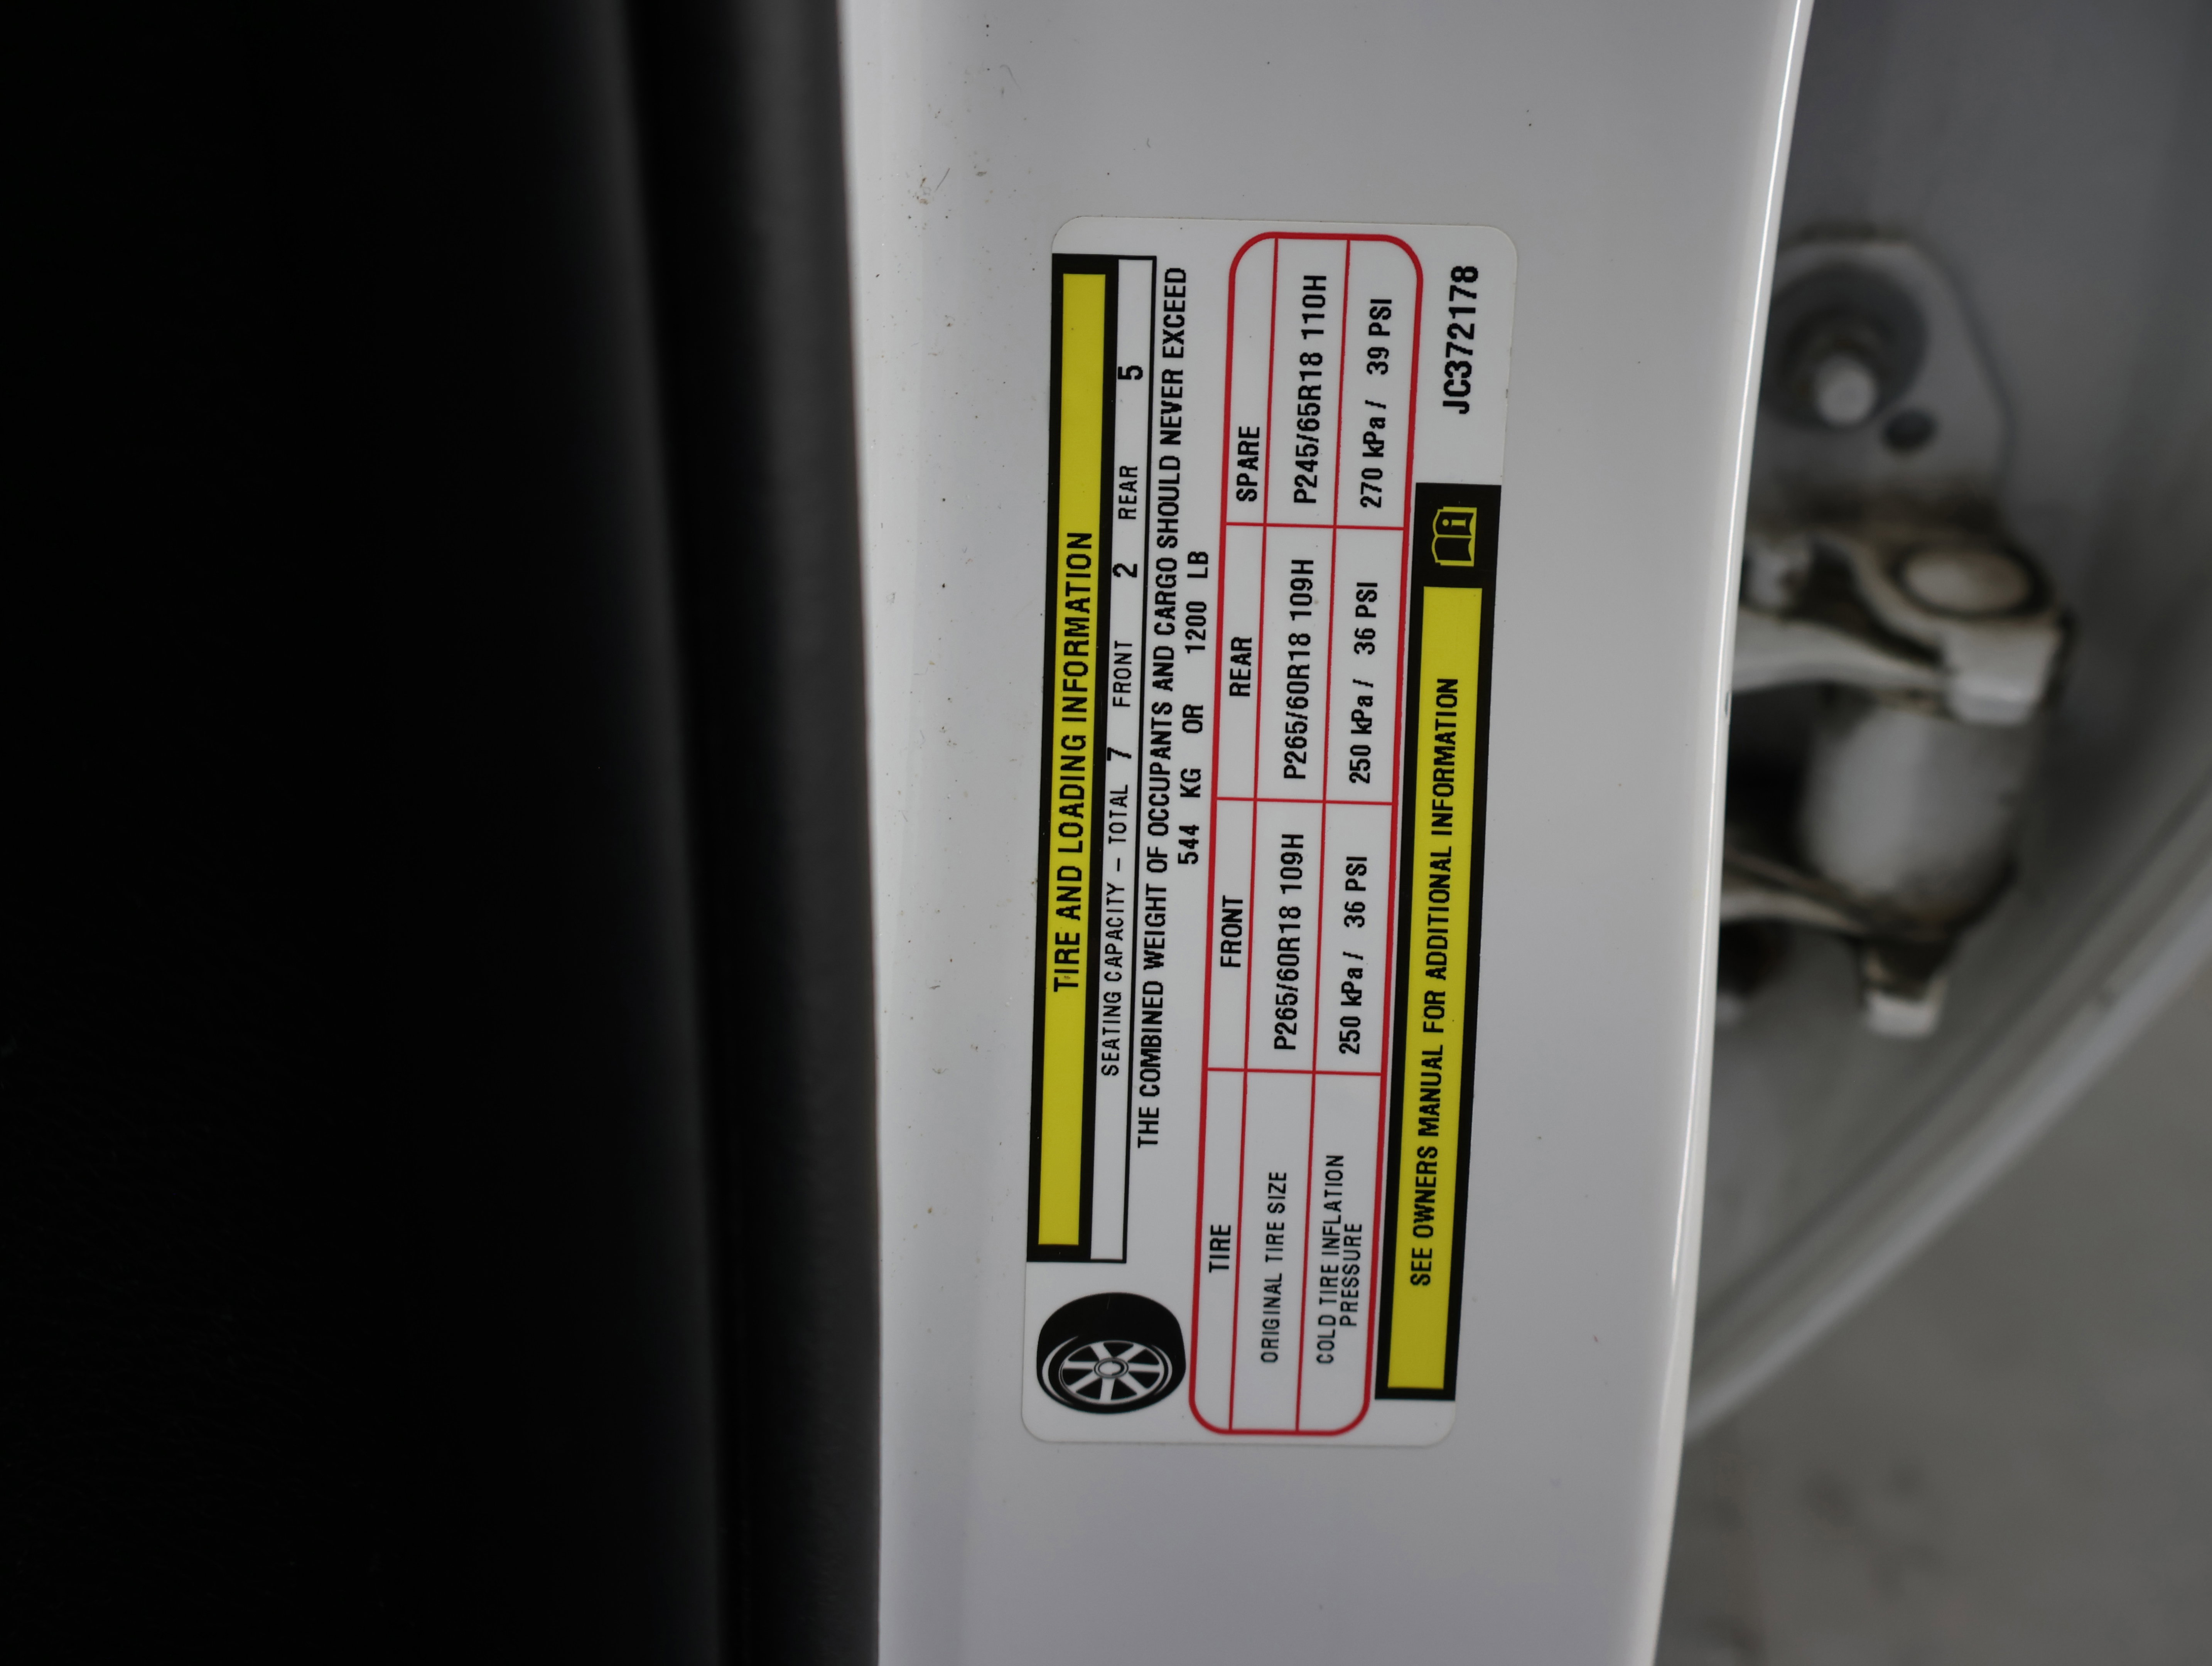 TIRE AND LOADING INFORMATION
SEATING CAPACITY – TOTAL 7 FRONT 2 REAR 5
THE COMBINED WEIGHT OF OCCUPANTS AND CARGO SHOULD NEVER EXCEED
544 KG OR 1200 LB
TIRE FRONT REAR SPARE
ORIGINAL TIRE SIZE P265/60R18 109H P265/60R18 109H P245/65R18 110H
COLD TIRE INFLATION
PRESSURE 250 kPa / 36 PSI 250 kPa / 36 PSI 270 kPa / 39 PSI
SEE OWNERS MANUAL FOR ADDITIONAL INFORMATION
JC372178